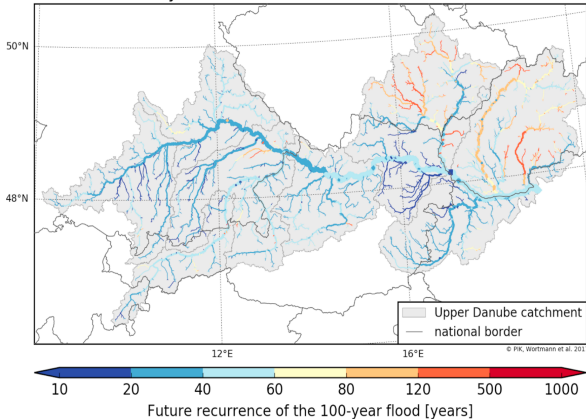 50°N
48°N
Upper Danube catchment
national border
© PIK, Wortmann et al. 201
12°E 16°E
10 20 40 60 80 120 500 1000
Future recurrence of the 100-year flood [years]